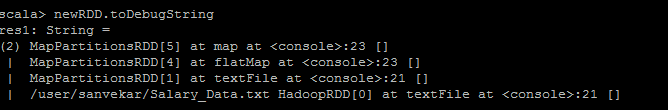 scala> newRDD.toDebugString
res1: String =
(2) MapPartitionsRDD[5] at map at <console>:23 []
 |  MapPartitionsRDD[4] at flatMap at <console>:23 []
 |  MapPartitionsRDD[1] at textFile at <console>:21 []
 |  /user/sanvekar/Salary_Data.txt HadoopRDD[0] at textFile at <console>:21 []